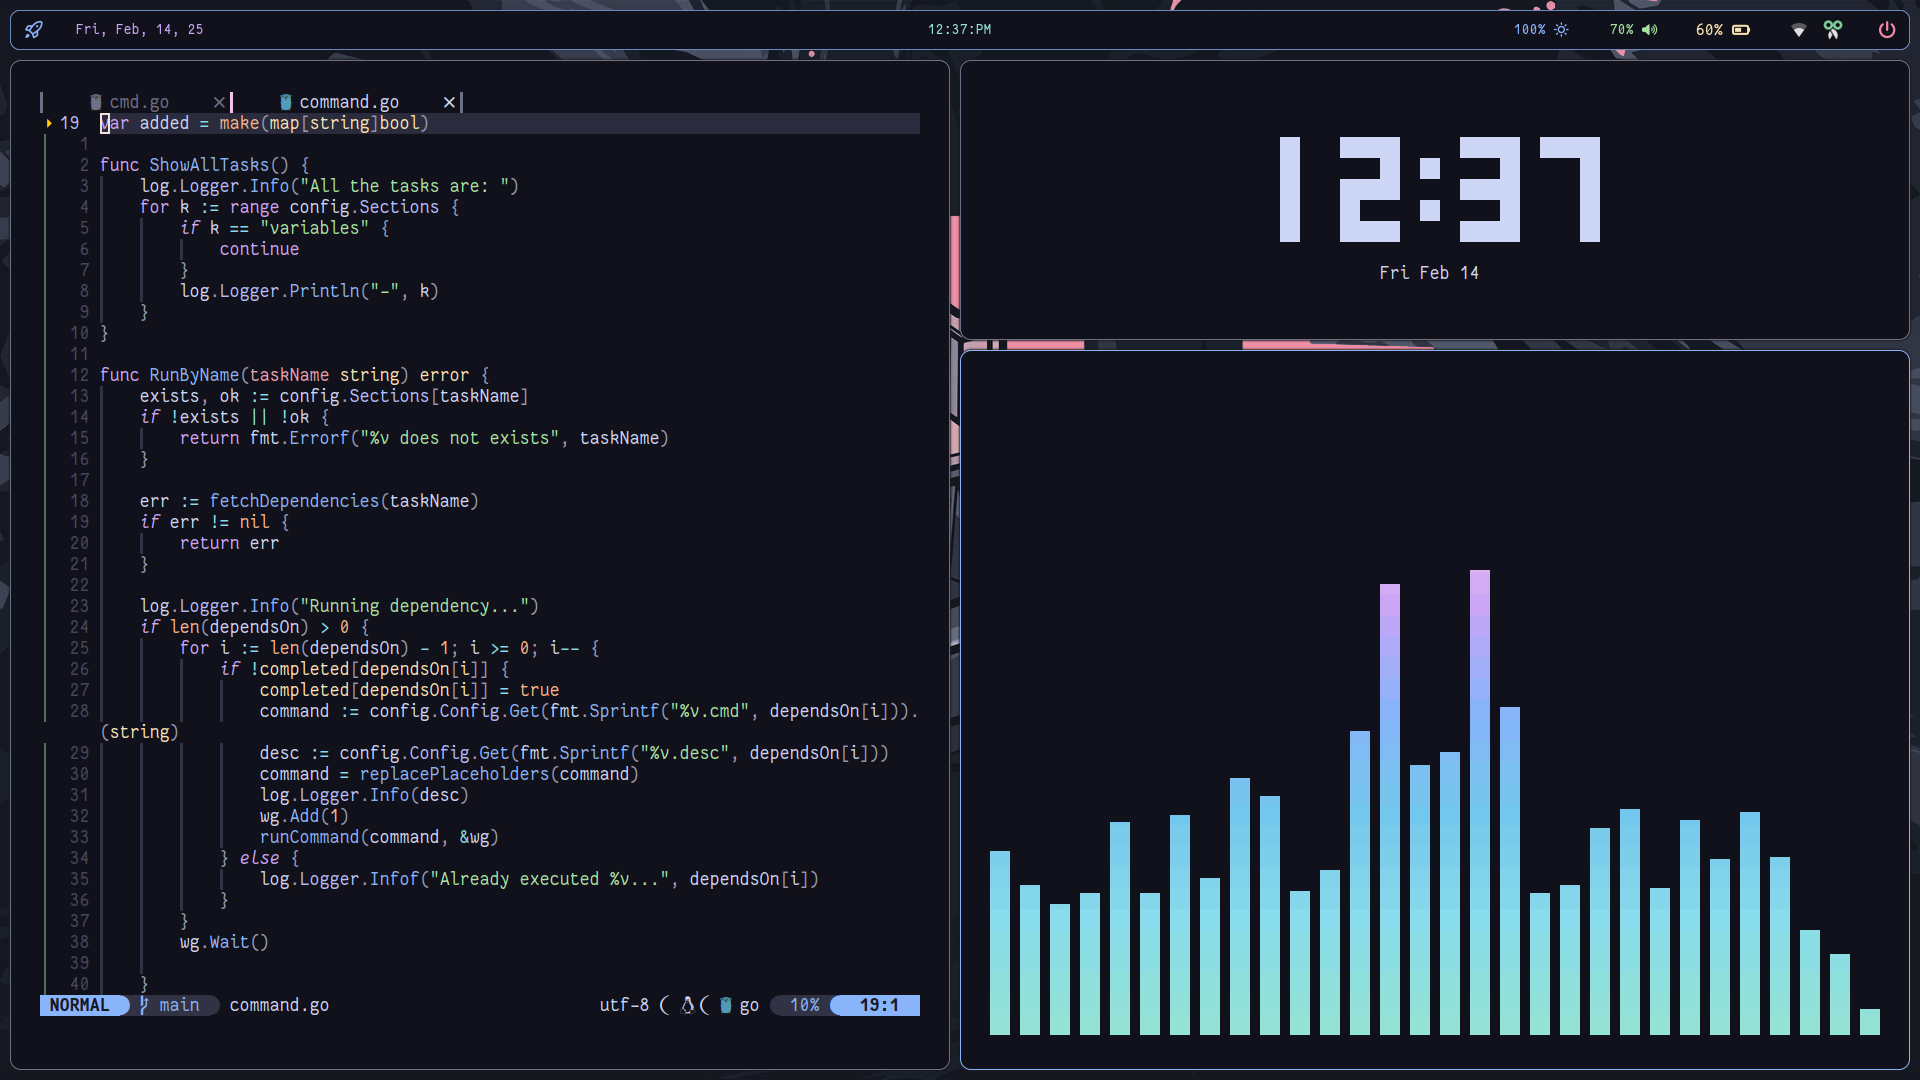 Fri, Feb, 14, 25
12:37:PM
100%
70%
60%
cmd.go ×
command.go ×
19 var added = make(map[string]bool)
1
2 func ShowAllTasks() {
3 log.Logger.Info("All the tasks are: ")
4 for k := range config.Sections {
5 if k == "variables" {
6 continue
7 }
8 log.Logger.Println("-", k)
9 }
10 }
11
12 func RunByName(taskName string) error {
13 exists, ok := config.Sections[taskName]
14 if !exists || !ok {
15 return fmt.Errorf("%v does not exists", taskName)
16 }
17
18 err := fetchDependencies(taskName)
19 if err != nil {
20 return err
21 }
22
23 log.Logger.Info("Running dependency...")
24 if len(dependsOn) > 0 {
25 for i := len(dependsOn) - 1; i >= 0; i-- {
26 if !completed[dependsOn[i]] {
27 completed[dependsOn[i]] = true
28 command := config.Config.Get(fmt.Sprintf("%v.cmd", dependsOn[i])).
(string)
29 desc := config.Config.Get(fmt.Sprintf("%v.desc", dependsOn[i]))
30 command = replacePlaceholders(command)
31 log.Logger.Info(desc)
32 wg.Add(1)
33 runCommand(command, &wg)
34 } else {
35 log.Logger.Infof("Already executed %v...", dependsOn[i])
36 }
37 }
38 wg.Wait()
39
40 }
NORMAL main command.go utf-8 ( ( go 10% 19:1
12:37
Fri Feb 14